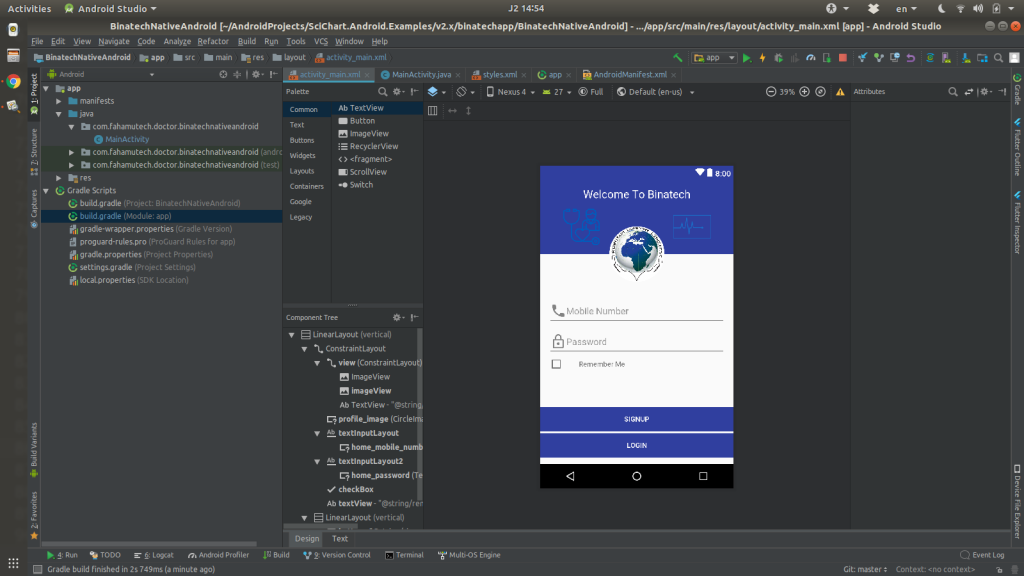 Activities Android Studio J2 14:54 en
BinatechNativeAndroid [~/AndroidProjects/SciChart.Android.Examples/v2.x/binatechapp/BinatechNativeAndroid] - .../app/src/main/res/layout/activity_main.xml [app] - Android Studio
File Edit View Navigate Code Analyze Refactor Build Run Tools VCS Window Help
BinatechNativeAndroid app src main res layout activity_main.xml app
Android activity_main.xml MainActivity.java styles.xml app AndroidManifest.xml
Palette Nexus 4 27 Full Default (en-us) 39% Attributes
Common
Text
Buttons
Widgets
Layouts
Containers
Google
Legacy
Ab TextView
Button
ImageView
RecyclerView
<> <fragment>
ScrollView
Switch
app
manifests
java
com.fahamutech.doctor.binatechnativeandroid
MainActivity
com.fahamutech.doctor.binatechnativeandroid (andro
com.fahamutech.doctor.binatechnativeandroid (test)
res
Gradle Scripts
build.gradle (Project: BinatechNativeAndroid)
build.gradle (Module: app)
gradle-wrapper.properties (Gradle Version)
proguard-rules.pro (ProGuard Rules for app)
gradle.properties (Project Properties)
settings.gradle (Project Settings)
local.properties (SDK Location)
1: Project
7: Structure
Captures
Build Variants
2: Favorites
Component Tree
LinearLayout (vertical)
ConstraintLayout
view (ConstraintLayout)
ImageView
imageView
Ab TextView - "@string/
profile_image (CircleIma
Ab textInputLayout
home_mobile_numb
Ab textInputLayout2
home_password (Te
checkBox
Ab textView - "@string/ren
LinearLayout (vertical)
Design Text
8:00
Welcome To Binatech
Mobile Number
Password
Remember Me
SIGNUP
LOGIN
Gradle
Flutter Outline
Flutter Inspector
Device File Explorer
4: Run TODO 6: Logcat Android Profiler Build 9: Version Control Terminal Multi-OS Engine Event Log
Gradle build finished in 2s 749ms (a minute ago) Git: master Context: <no context>